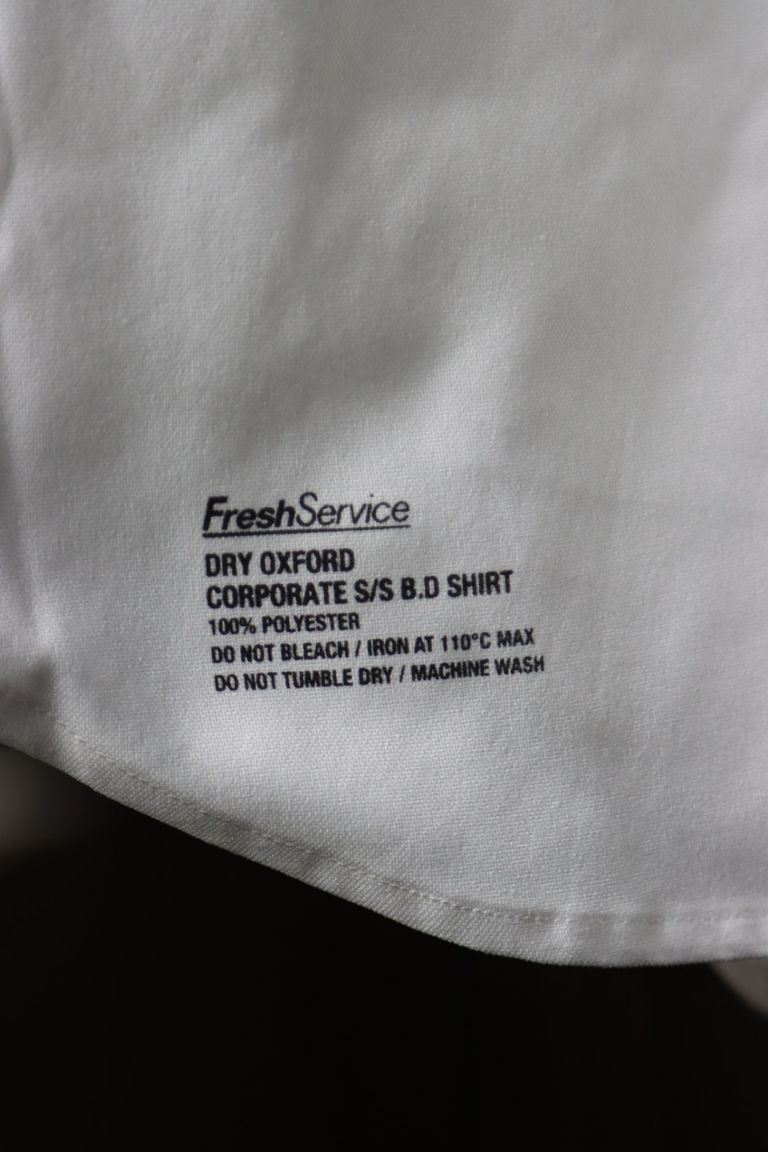 FreshService
DRY OXFORD
CORPORATE S/S B.D SHIRT
100% POLYESTER
DO NOT BLEACH / IRON AT 110°C MAX
DO NOT TUMBLE DRY / MACHINE WASH